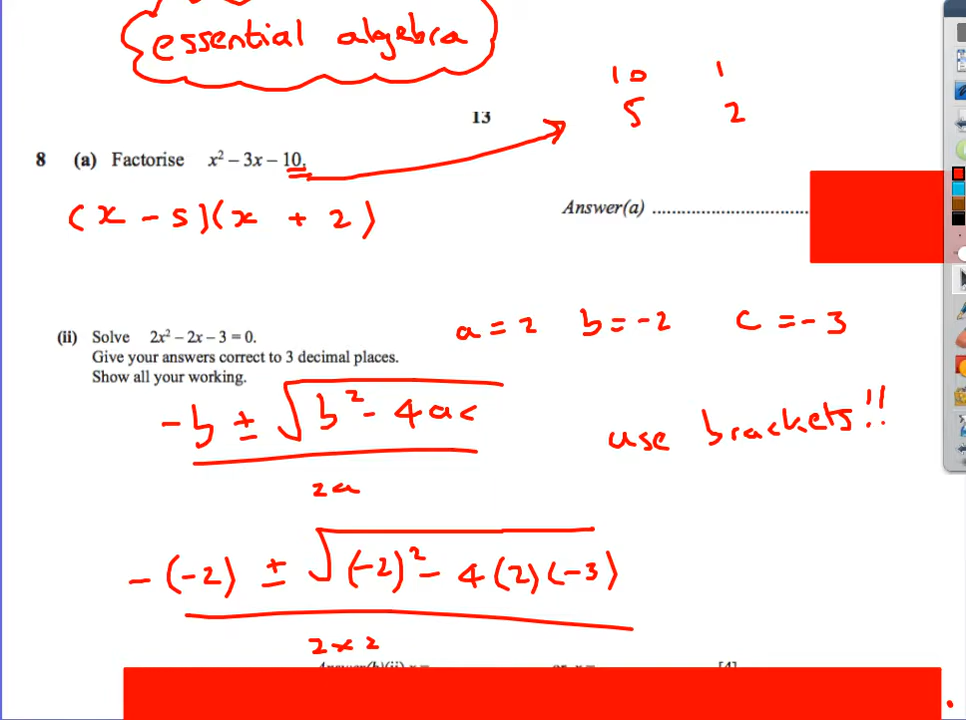 essential algebra
10 1
5 2
13
8 (a) Factorise x² – 3x – 10.
(x - 5)(x + 2)
Answer(a) ................................
(ii) Solve 2x² – 2x – 3 = 0.
a = 2 b = -2 c = -3
Give your answers correct to 3 decimal places.
Show all your working.
-b ± √(b² - 4ac
2a
use brackets!!
-(-2) ± √(-2)² - 4(2)(-3)
2×2